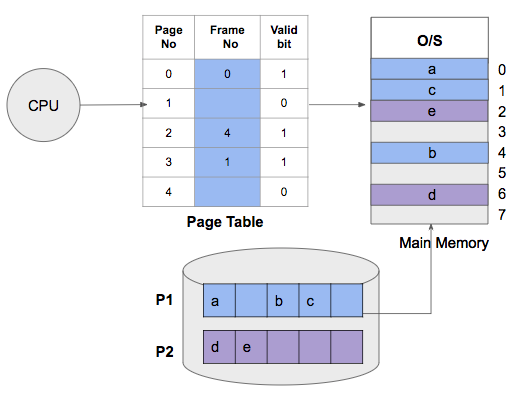 Page No Frame No Valid bit
0 0 1
1 0
2 4 1
3 1 1
4 0
Page Table
CPU
O/S
a 0
c 1
e 2
3
b 4
5
d 6
7
Main Memory
P1 a b c
P2 d e